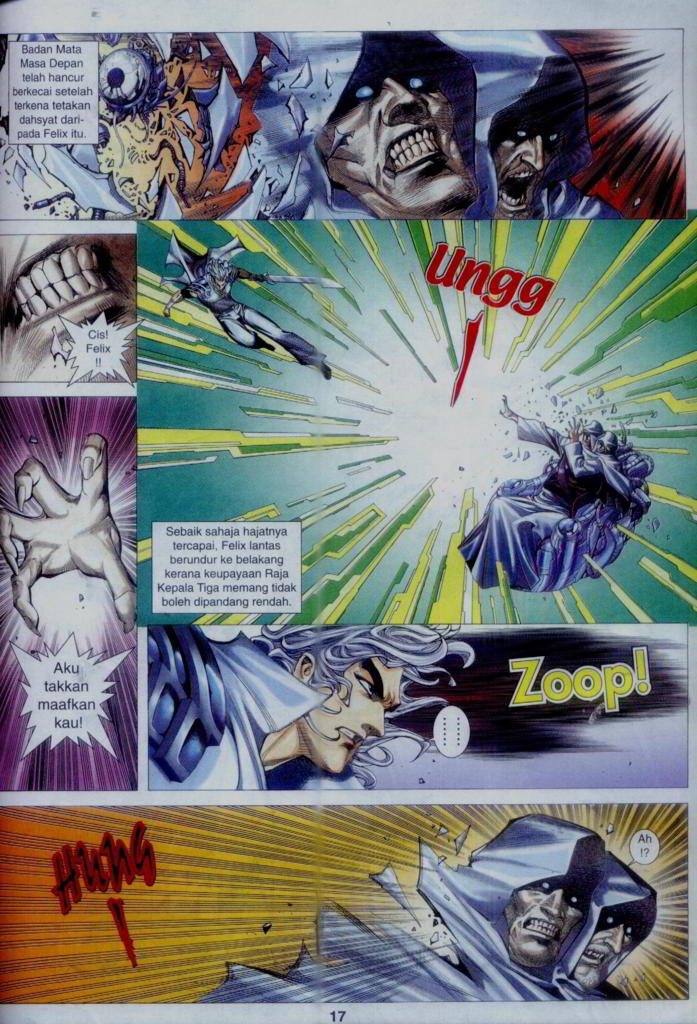 Badan Mata
Masa Depan
telah hancur
berkecai setelah
terkena tetakan
dahsyat dari-
pada Felix itu.
Ungg
!
Cis!
Felix
!!
Sebaik sahaja hajatnya
tercapai, Felix lantas
berundur ke belakang
kerana keupayaan Raja
Kepala Tiga memang tidak
boleh dipandang rendah.
Aku
takkan
maafkan
kau!
Zoop!
Huug
!
Ah
!?
17